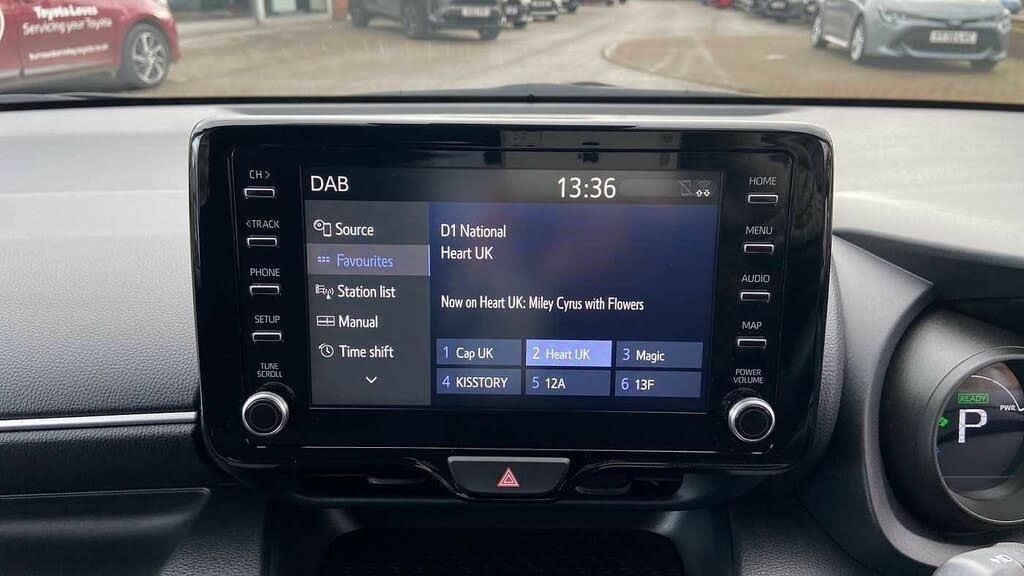 Toyota Loves
Servicing your Toyota
CH >
< TRACK
PHONE
SETUP
TUNE
SCROLL
DAB
13:36
Source
Favourites
Station list
Manual
Time shift
D1 National
Heart UK
Now on Heart UK: Miley Cyrus with Flowers
1 Cap UK
2 Heart UK
3 Magic
4 KISSTORY
5 12A
6 13F
HOME
MENU
AUDIO
MAP
POWER
VOLUME
READY
PWR
P